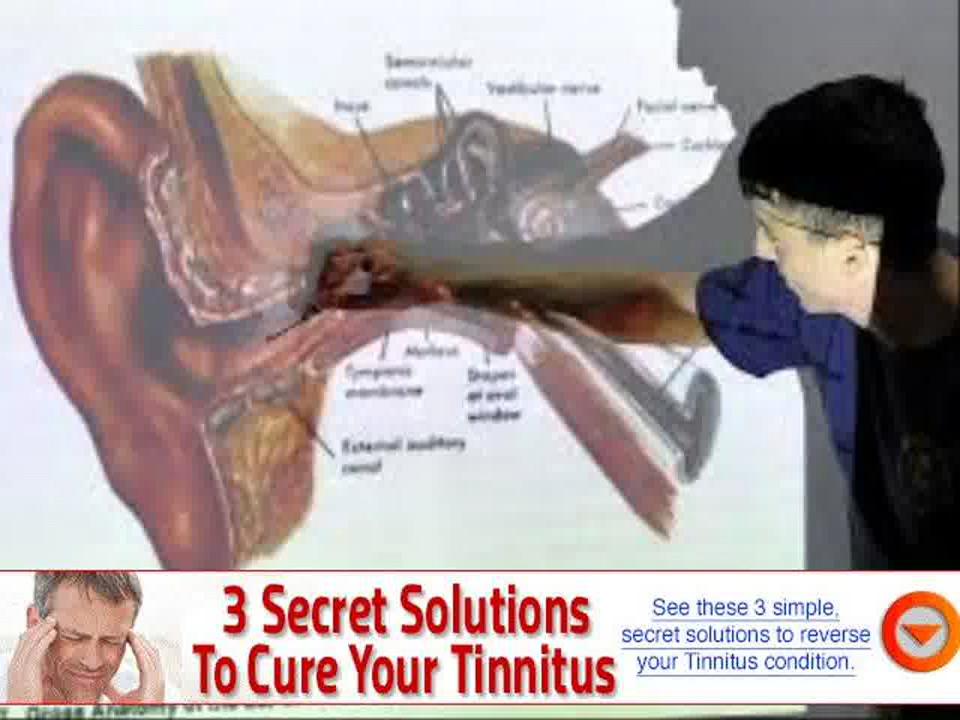 Semicircular
canals
Vestibular nerve
Incus
Facial nerve
Malleus
Tympanic
membrane
Stapes
at oval
window
External auditory
canal
3 Secret Solutions
To Cure Your Tinnitus
See these 3 simple,
secret solutions to reverse
your Tinnitus condition.